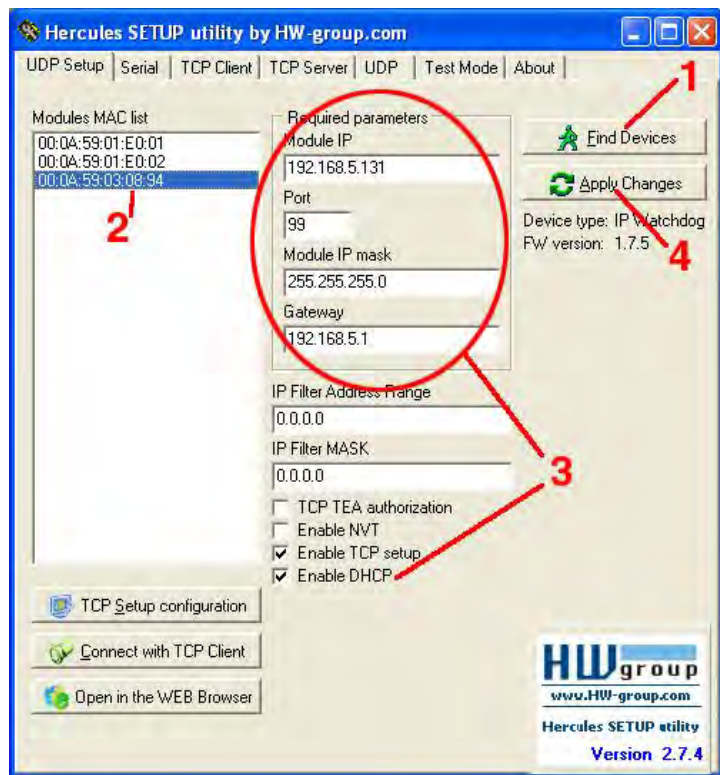 Hercules SETUP utility by HW-group.com
UDP Setup Serial TCP Client TCP Server UDP Test Mode About
1
Modules MAC list
00:0A:59:01:E0:01
00:0A:59:01:E0:02
00:0A:59:03:08:94
2
Required parameters
Module IP
192.168.5.131
Port
99
Module IP mask
255.255.255.0
Gateway
192.168.5.1
Find Devices
Apply Changes
Device type: IP Watchdog
FW version: 1.7.5
4
IP Filter Address Range
0.0.0.0
IP Filter MASK
0.0.0.0
3
TCP TEA authorization
Enable NVT
Enable TCP setup
Enable DHCP
TCP Setup configuration
Connect with TCP Client
Open in the WEB Browser
HW group
www.HW-group.com
Hercules SETUP utility
Version 2.7.4